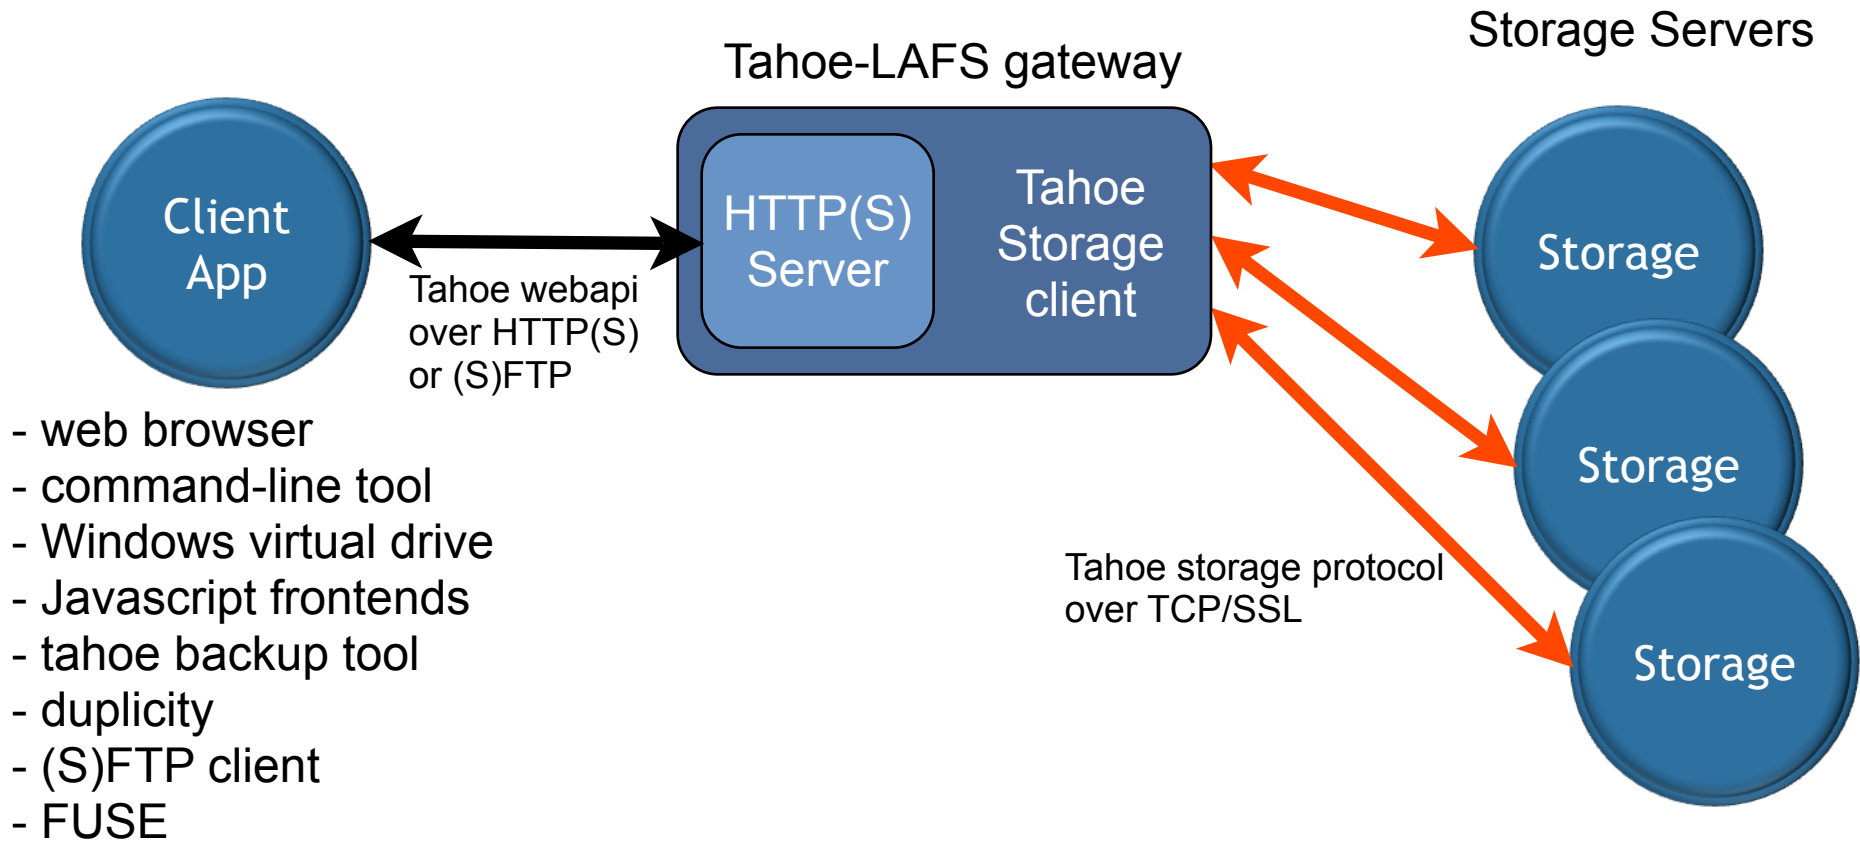 Storage Servers
Tahoe-LAFS gateway
Client
App
Tahoe webapi
over HTTP(S)
or (S)FTP
HTTP(S)
Server
Tahoe
Storage
client
Storage
Storage
Storage
Tahoe storage protocol
over TCP/SSL
- web browser
- command-line tool
- Windows virtual drive
- Javascript frontends
- tahoe backup tool
- duplicity
- (S)FTP client
- FUSE